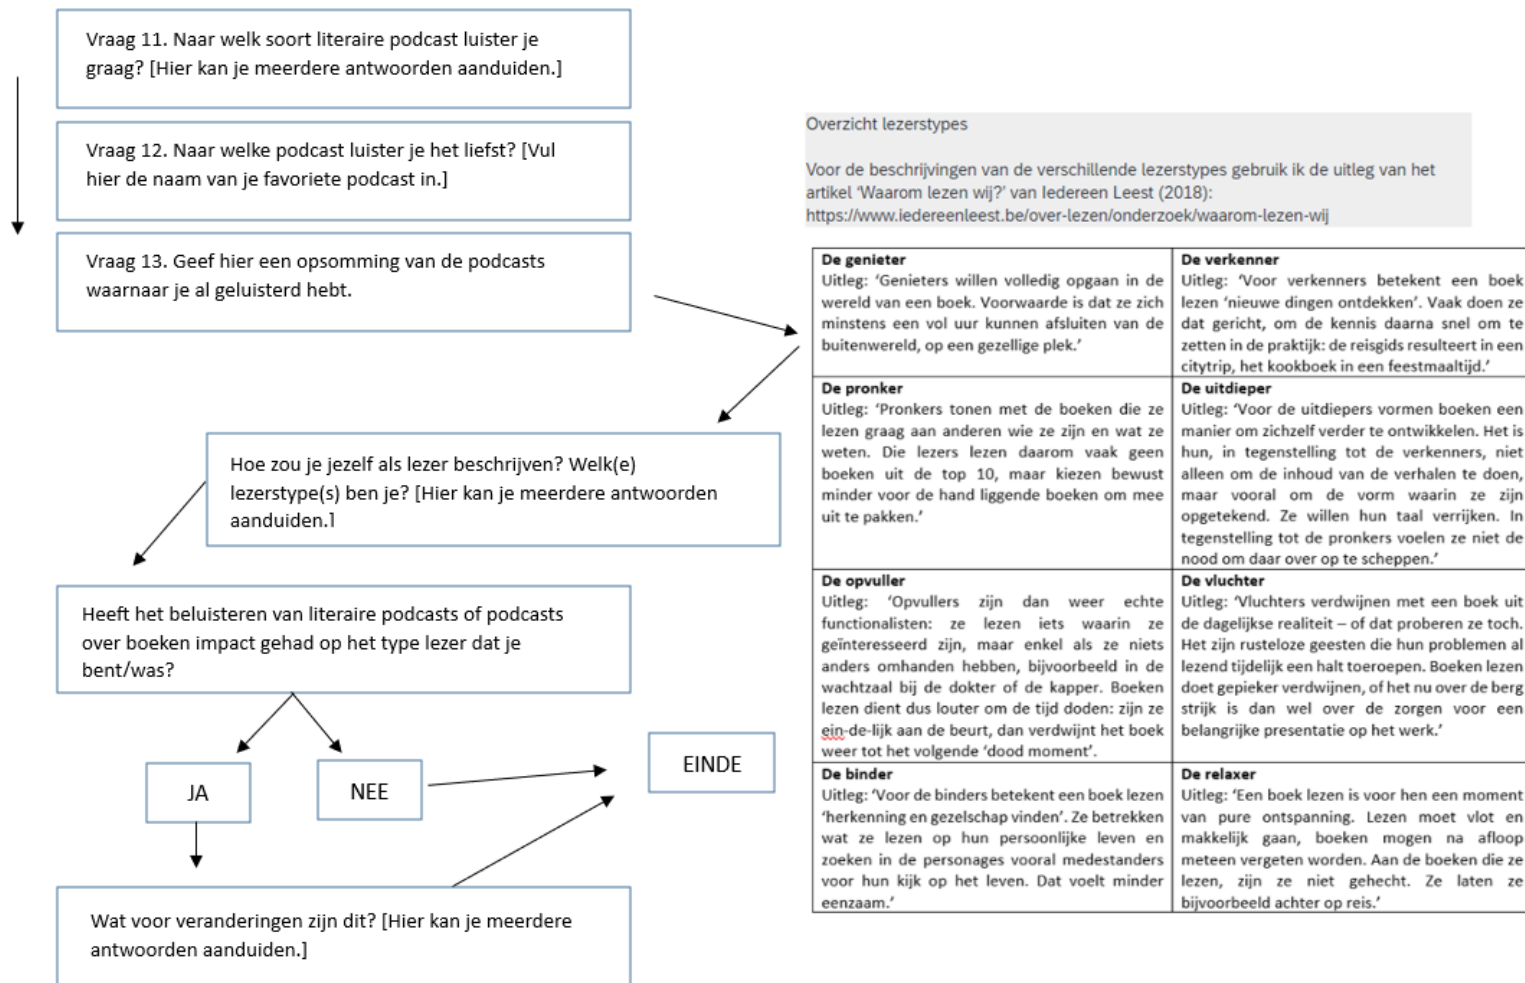 Vraag 11. Naar welk soort literaire podcast luister je
graag? [Hier kan je meerdere antwoorden aanduiden.]
Vraag 12. Naar welke podcast luister je het liefst? [Vul
hier de naam van je favoriete podcast in.]
Vraag 13. Geef hier een opsomming van de podcasts
waarnaar je al geluisterd hebt.
Overzicht lezerstypes
Voor de beschrijvingen van de verschillende lezerstypes gebruik ik de uitleg van het
artikel ‘Waarom lezen wij?’ van Iedereen Leest (2018):
https://www.iedereenleest.be/over-lezen/onderzoek/waarom-lezen-wij
De genieter
Uitleg: ‘Genieters willen volledig opgaan in de
wereld van een boek. Voorwaarde is dat ze zich
minstens een vol uur kunnen afsluiten van de
buitenwereld, op een gezellige plek.’
De verkenner
Uitleg: ‘Voor verkenners betekent een boek
lezen ‘nieuwe dingen ontdekken’. Vaak doen ze
dat gericht, om de kennis daarna snel om te
zetten in de praktijk: de reisgids resulteert in een
citytrip, het kookboek in een feestmaaltijd.’
De pronker
Uitleg: ‘Pronkers tonen met de boeken die ze
lezen graag aan anderen wie ze zijn en wat ze
weten. Die lezers lezen daarom vaak geen
boeken uit de top 10, maar kiezen bewust
minder voor de hand liggende boeken om mee
uit te pakken.’
De uitdieper
Uitleg: ‘Voor de uitdiepers vormen boeken een
manier om zichzelf verder te ontwikkelen. Het is
hun, in tegenstelling tot de verkenners, niet
alleen om de inhoud van de verhalen te doen,
maar vooral om de vorm waarin ze zijn
opgetekend. Ze willen hun taal verrijken. In
tegenstelling tot de pronkers voelen ze niet de
nood om daar over op te scheppen.’
De opvuller
Uitleg: ‘Opvullers zijn dan weer echte
functionalisten: ze lezen iets waarin ze
geïnteresseerd zijn, maar enkel als ze niets
anders omhanden hebben, bijvoorbeeld in de
wachtzaal bij de dokter of de kapper. Boeken
lezen dient dus louter om de tijd doden: zijn ze
ein-de-lijk aan de beurt, dan verdwijnt het boek
weer tot het volgende ‘dood moment’.
De vluchter
Uitleg: ‘Vluchters verdwijnen met een boek uit
de dagelijkse realiteit – of dat proberen ze toch.
Het zijn rusteloze geesten die hun problemen al
lezend tijdelijk een halt toeroepen. Boeken lezen
doet gepieker verdwijnen, of het nu over de berg
strijk is dan wel over de zorgen voor een
belangrijke presentatie op het werk.’
De binder
Uitleg: ‘Voor de binders betekent een boek lezen
‘herkenning en gezelschap vinden’. Ze betrekken
wat ze lezen op hun persoonlijke leven en
zoeken in de personages vooral medestanders
voor hun kijk op het leven. Dat voelt minder
eenzaam.’
De relaxer
Uitleg: ‘Een boek lezen is voor hen een moment
van pure ontspanning. Lezen moet vlot en
makkelijk gaan, boeken mogen na afloop
meteen vergeten worden. Aan de boeken die ze
lezen, zijn ze niet gehecht. Ze laten ze
bijvoorbeeld achter op reis.’
Hoe zou je jezelf als lezer beschrijven? Welk(e)
lezerstype(s) ben je? [Hier kan je meerdere antwoorden
aanduiden.]
Heeft het beluisteren van literaire podcasts of podcasts
over boeken impact gehad op het type lezer dat je
bent/was?
JA
NEE
EINDE
Wat voor veranderingen zijn dit? [Hier kan je meerdere
antwoorden aanduiden.]